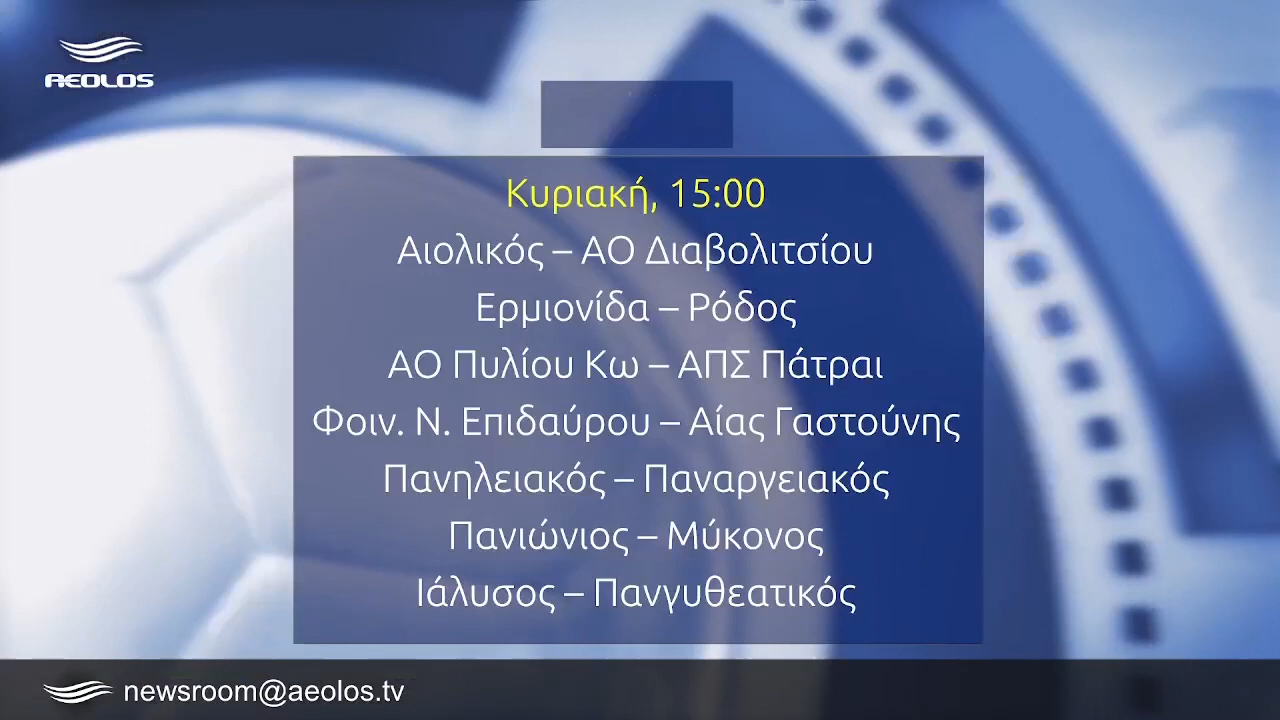 AEOLOS
Κυριακή, 15:00
Αιολικός – ΑΟ Διαβολιτσίου
Ερμιονίδα – Ρόδος
ΑΟ Πυλίου Κω – ΑΠΣ Πάτραι
Φοιν. Ν. Επιδαύρου – Αίας Γαστούνης
Πανηλειακός – Παναργειακός
Πανιώνιος – Μύκονος
Ιάλυσος – Πανγυθεατικός
newsroom@aeolos.tv